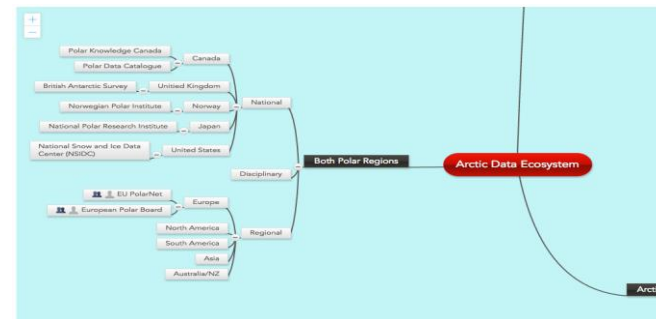 Polar Knowledge Canada
Polar Data Catalogue
Canada
British Antarctic Survey
Unitied Kingdom
Norwegian Polar Institute
Norway
National Polar Research Institute
Japan
National Snow and Ice Data
Center (NSIDC)
United States
National
Disciplinary
EU PolarNet
European Polar Board
Europe
North America
South America
Asia
Australia/NZ
Regional
Both Polar Regions
Arctic Data Ecosystem
Arcti